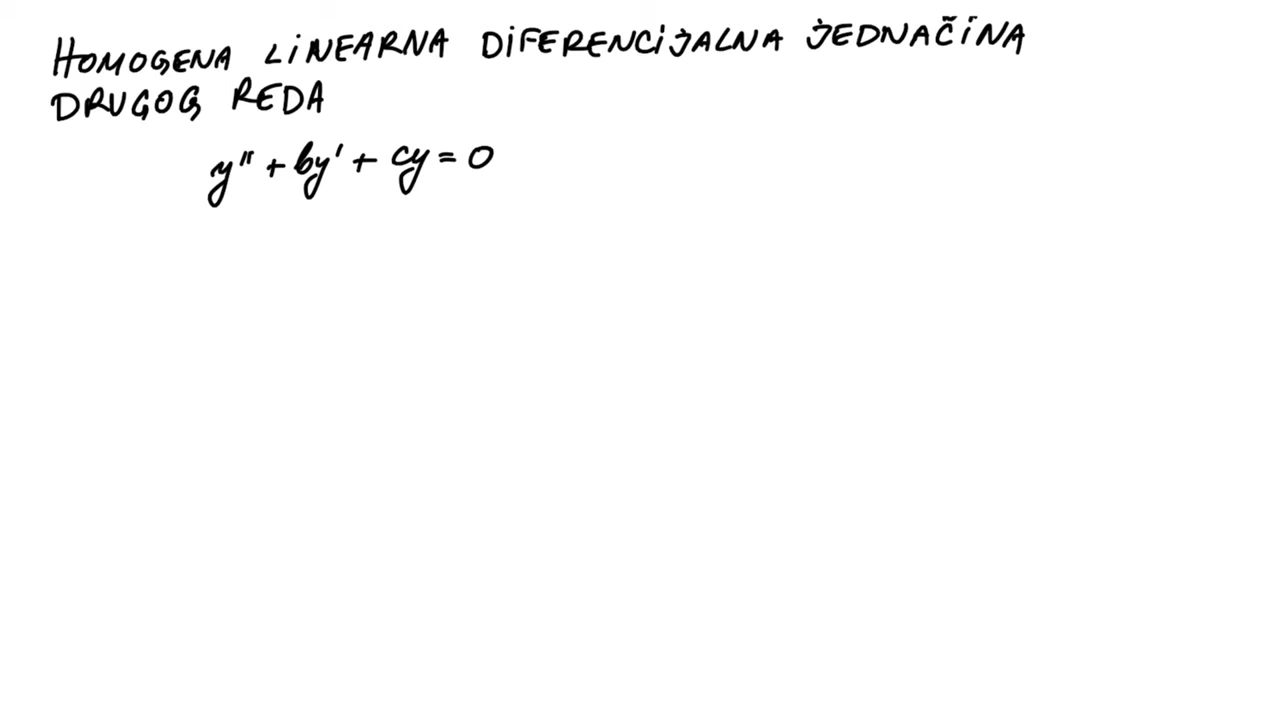 HOMOGENA LINEARNA DIFERENCIJALNA JEDNAČINA
DRUGOG REDA
y'' + by' + cy = 0